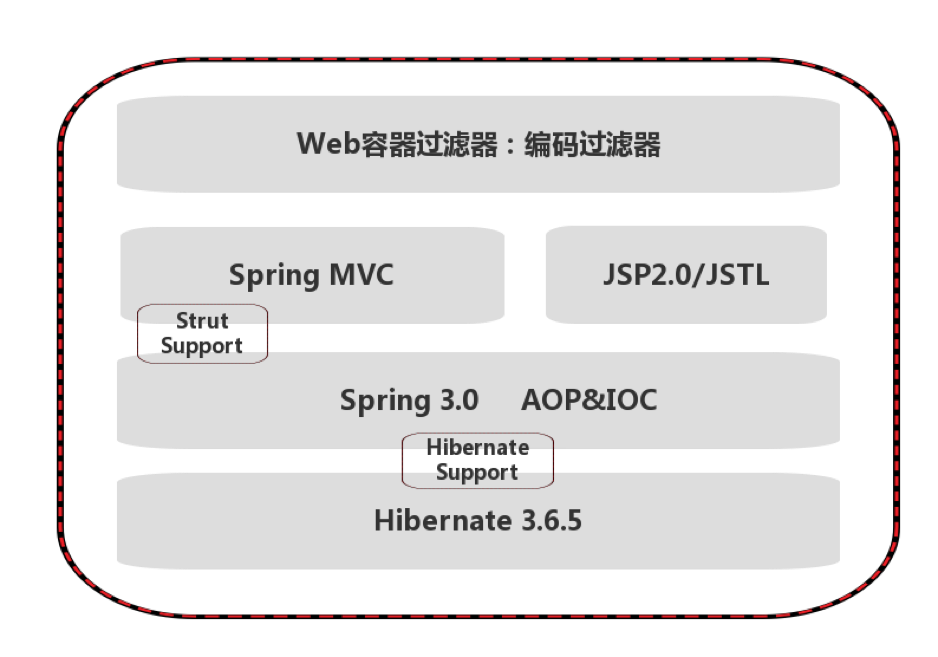 Web容器过滤器：编码过滤器
Spring MVC
JSP2.0/JSTL
Strut
Support
Spring 3.0 AOP&IOC
Hibernate
Support
Hibernate 3.6.5